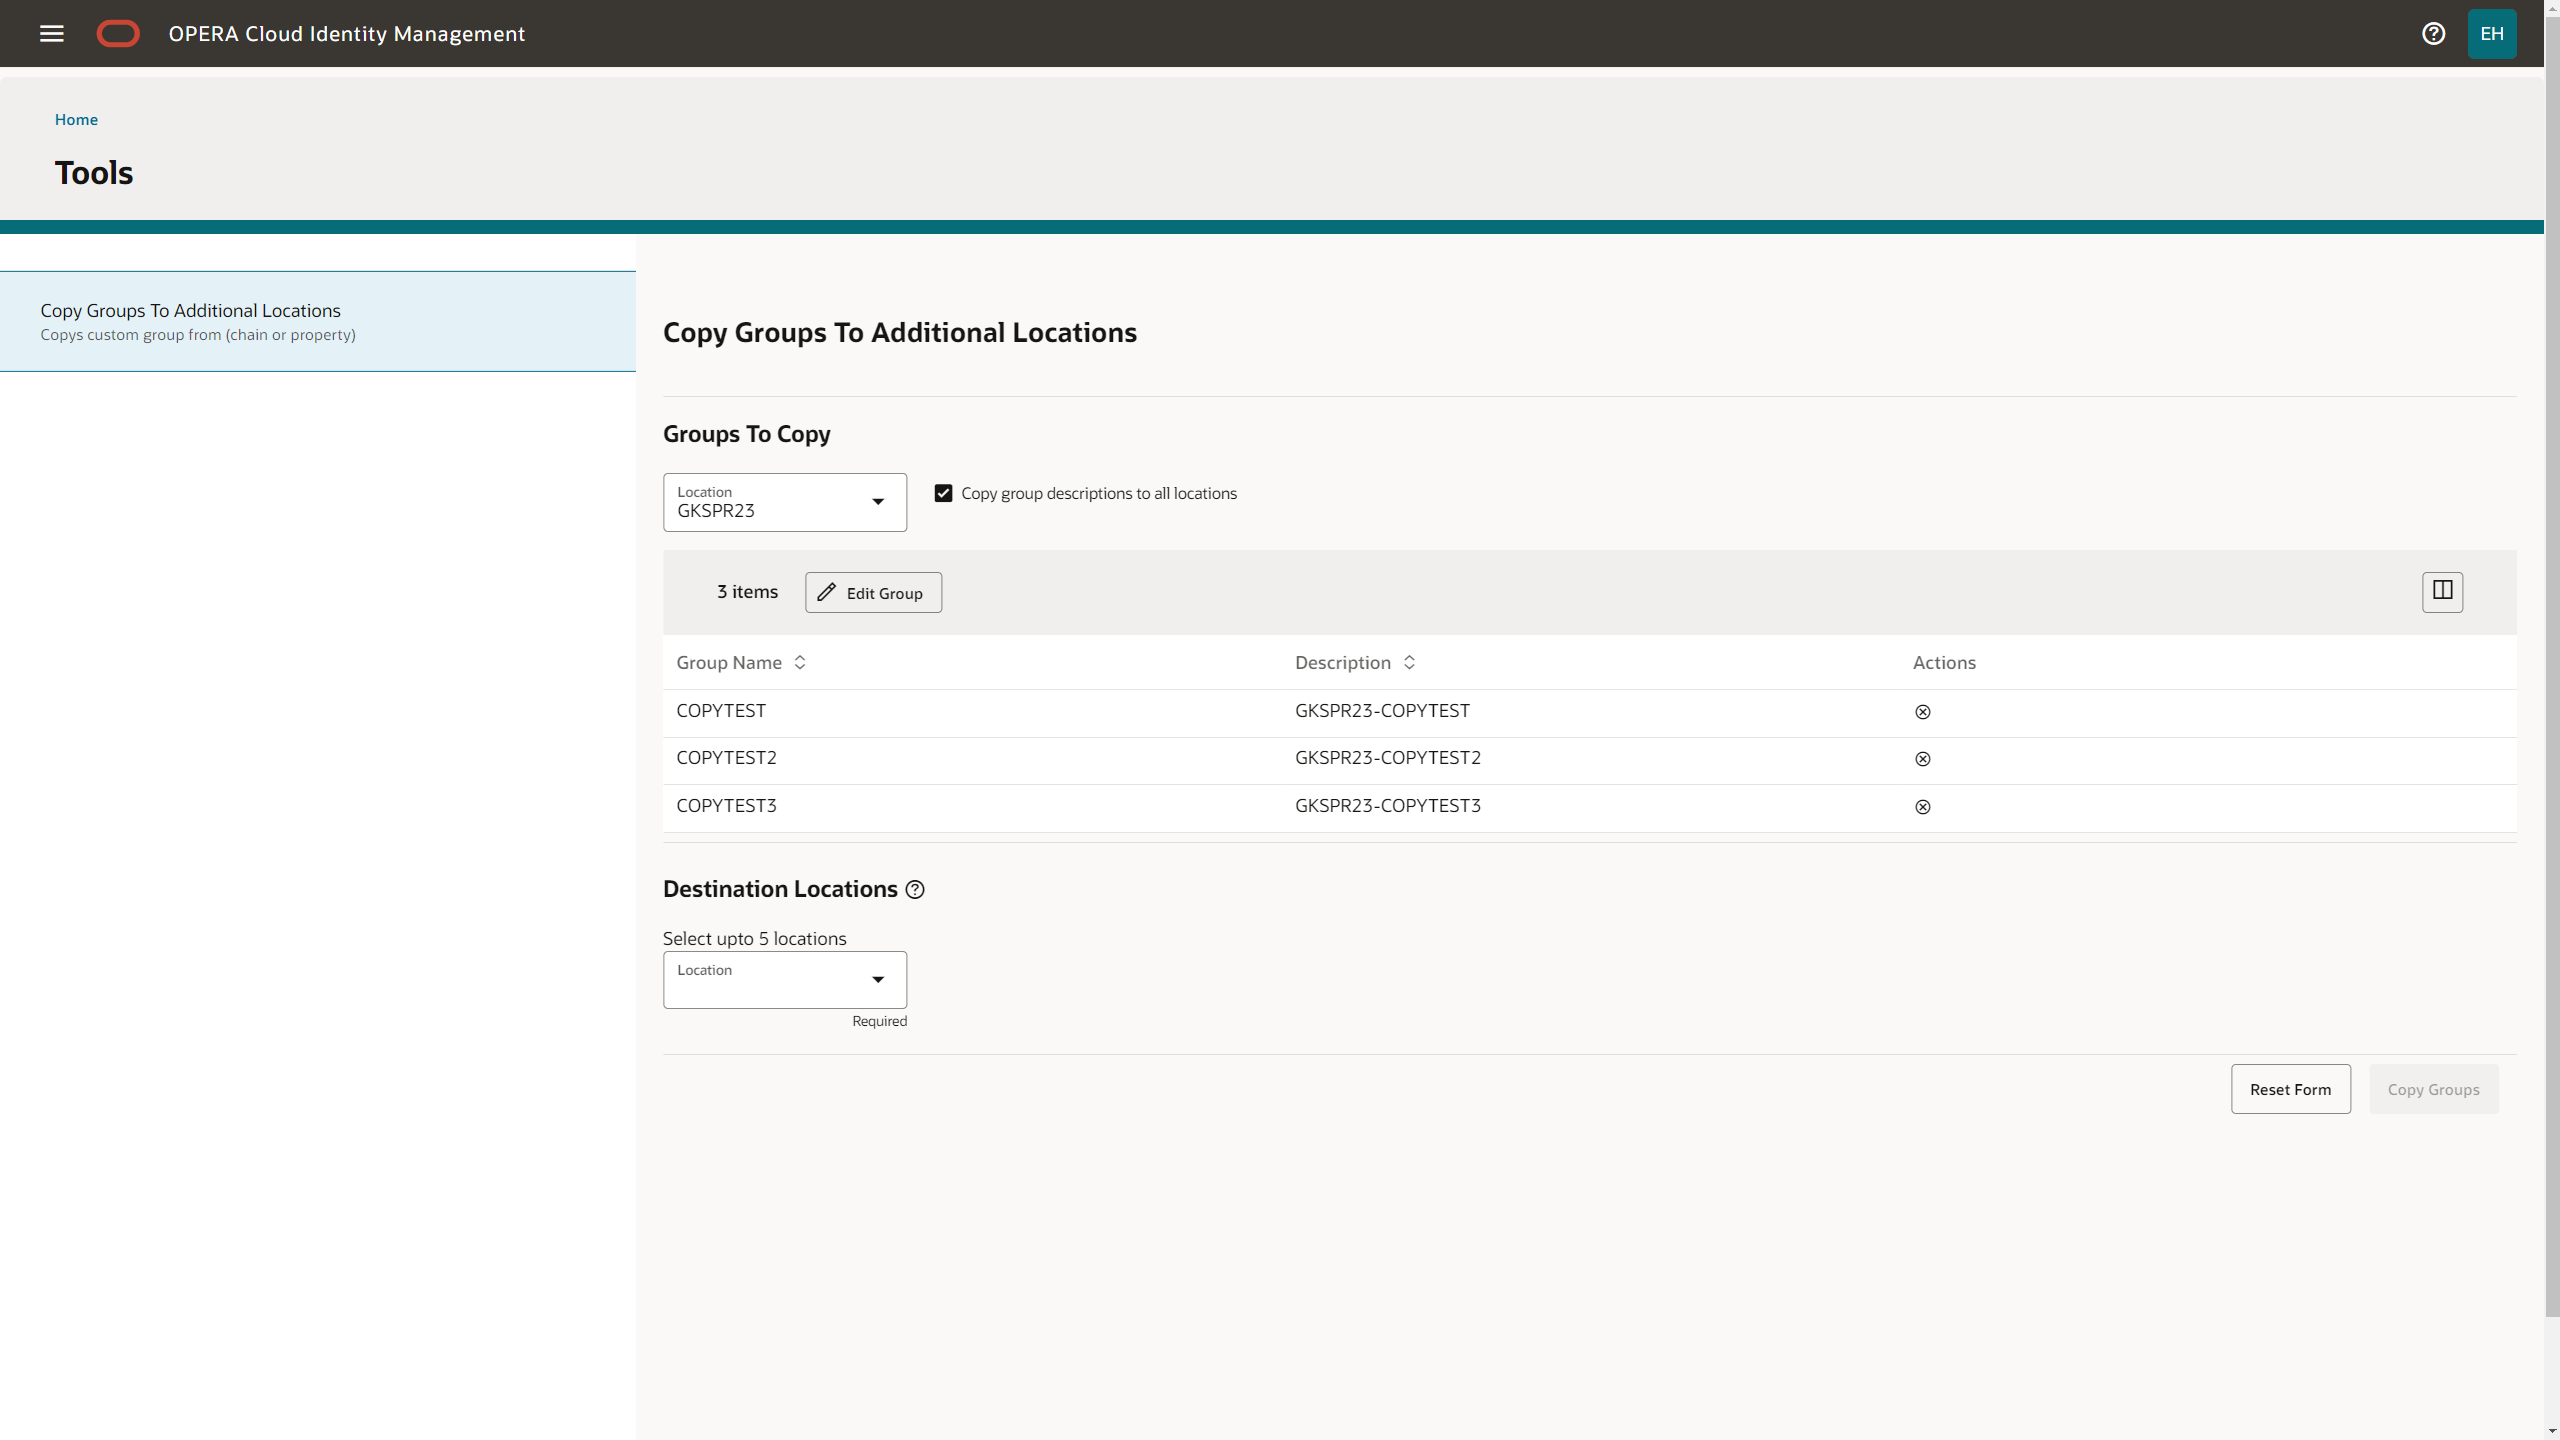 OPERA Cloud Identity Management
EH
Home
Tools
Copy Groups To Additional Locations
Copys custom group from (chain or property)
Copy Groups To Additional Locations
Groups To Copy
Location
GKSPR23
Copy group descriptions to all locations
3 items
Edit Group
Group Name Description Actions
COPYTEST GKSPR23-COPYTEST
COPYTEST2 GKSPR23-COPYTEST2
COPYTEST3 GKSPR23-COPYTEST3
Destination Locations
Select upto 5 locations
Location
Required
Reset Form Copy Groups